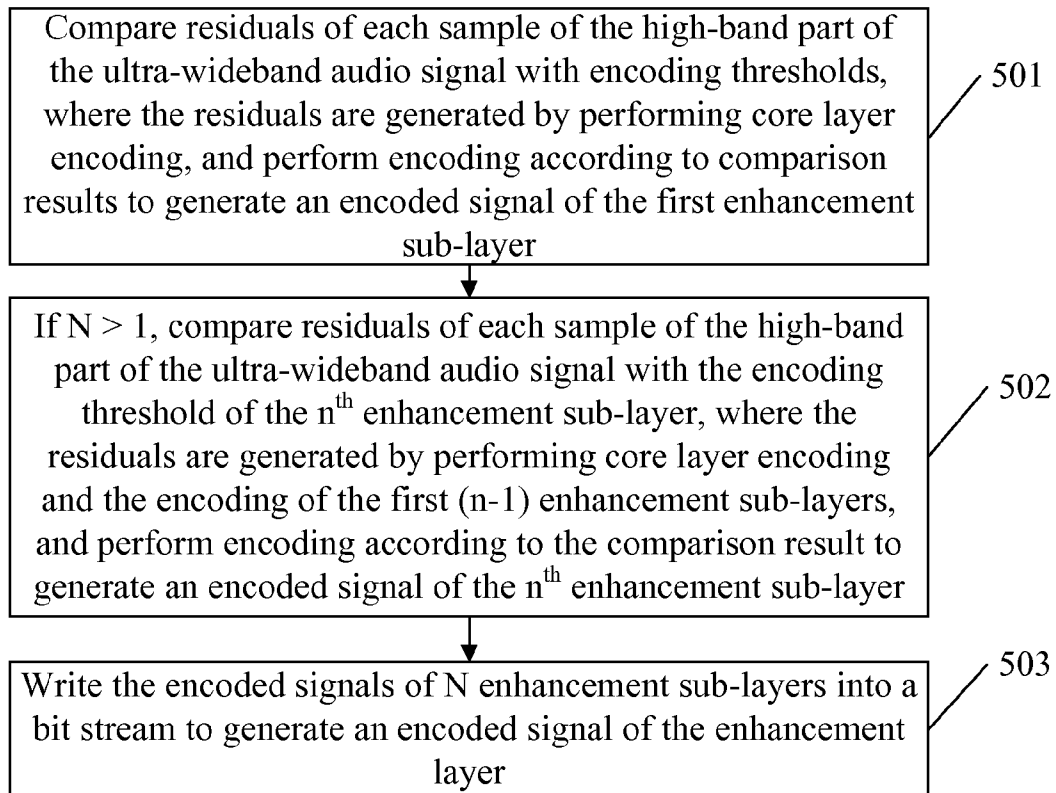 Compare residuals of each sample of the high-band part of
the ultra-wideband audio signal with encoding thresholds,
where the residuals are generated by performing core layer
encoding, and perform encoding according to comparison
results to generate an encoded signal of the first enhancement
sub-layer
501
If N > 1, compare residuals of each sample of the high-band
part of the ultra-wideband audio signal with the encoding
threshold of the nth enhancement sub-layer, where the
residuals are generated by performing core layer encoding
and the encoding of the first (n-1) enhancement sub-layers,
and perform encoding according to the comparison result to
generate an encoded signal of the nth enhancement sub-layer
502
Write the encoded signals of N enhancement sub-layers into a
bit stream to generate an encoded signal of the enhancement
layer
503